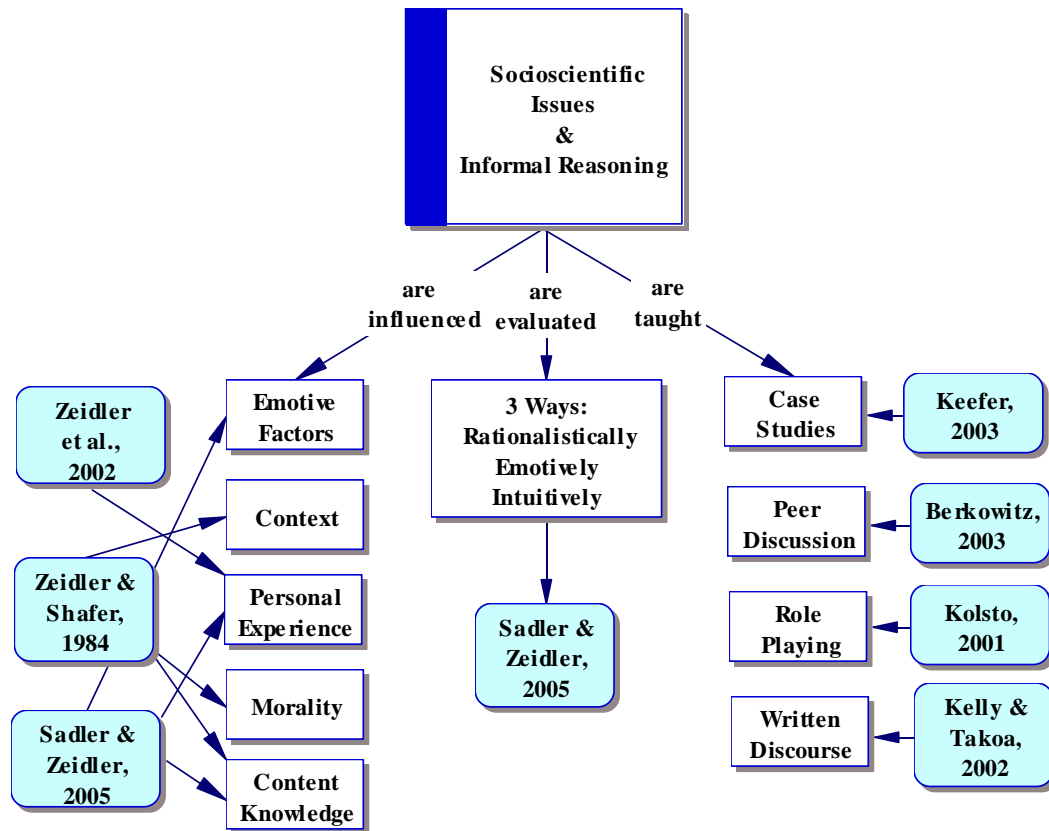 Socioscientific
Issues
&
Informal Reasoning
are
influenced
are
evaluated
are
taught
Zeidler
et al.,
2002
Zeidler &
Shafer,
1984
Sadler &
Zeidler,
2005
Emotive
Factors
Context
Personal
Experience
Morality
Content
Knowledge
3 Ways:
Rationalistically
Emotively
Intuitively
Sadler &
Zeidler,
2005
Case
Studies
Peer
Discussion
Role
Playing
Written
Discourse
Keefer,
2003
Berkowitz,
2003
Kolsto,
2001
Kelly &
Takoa,
2002